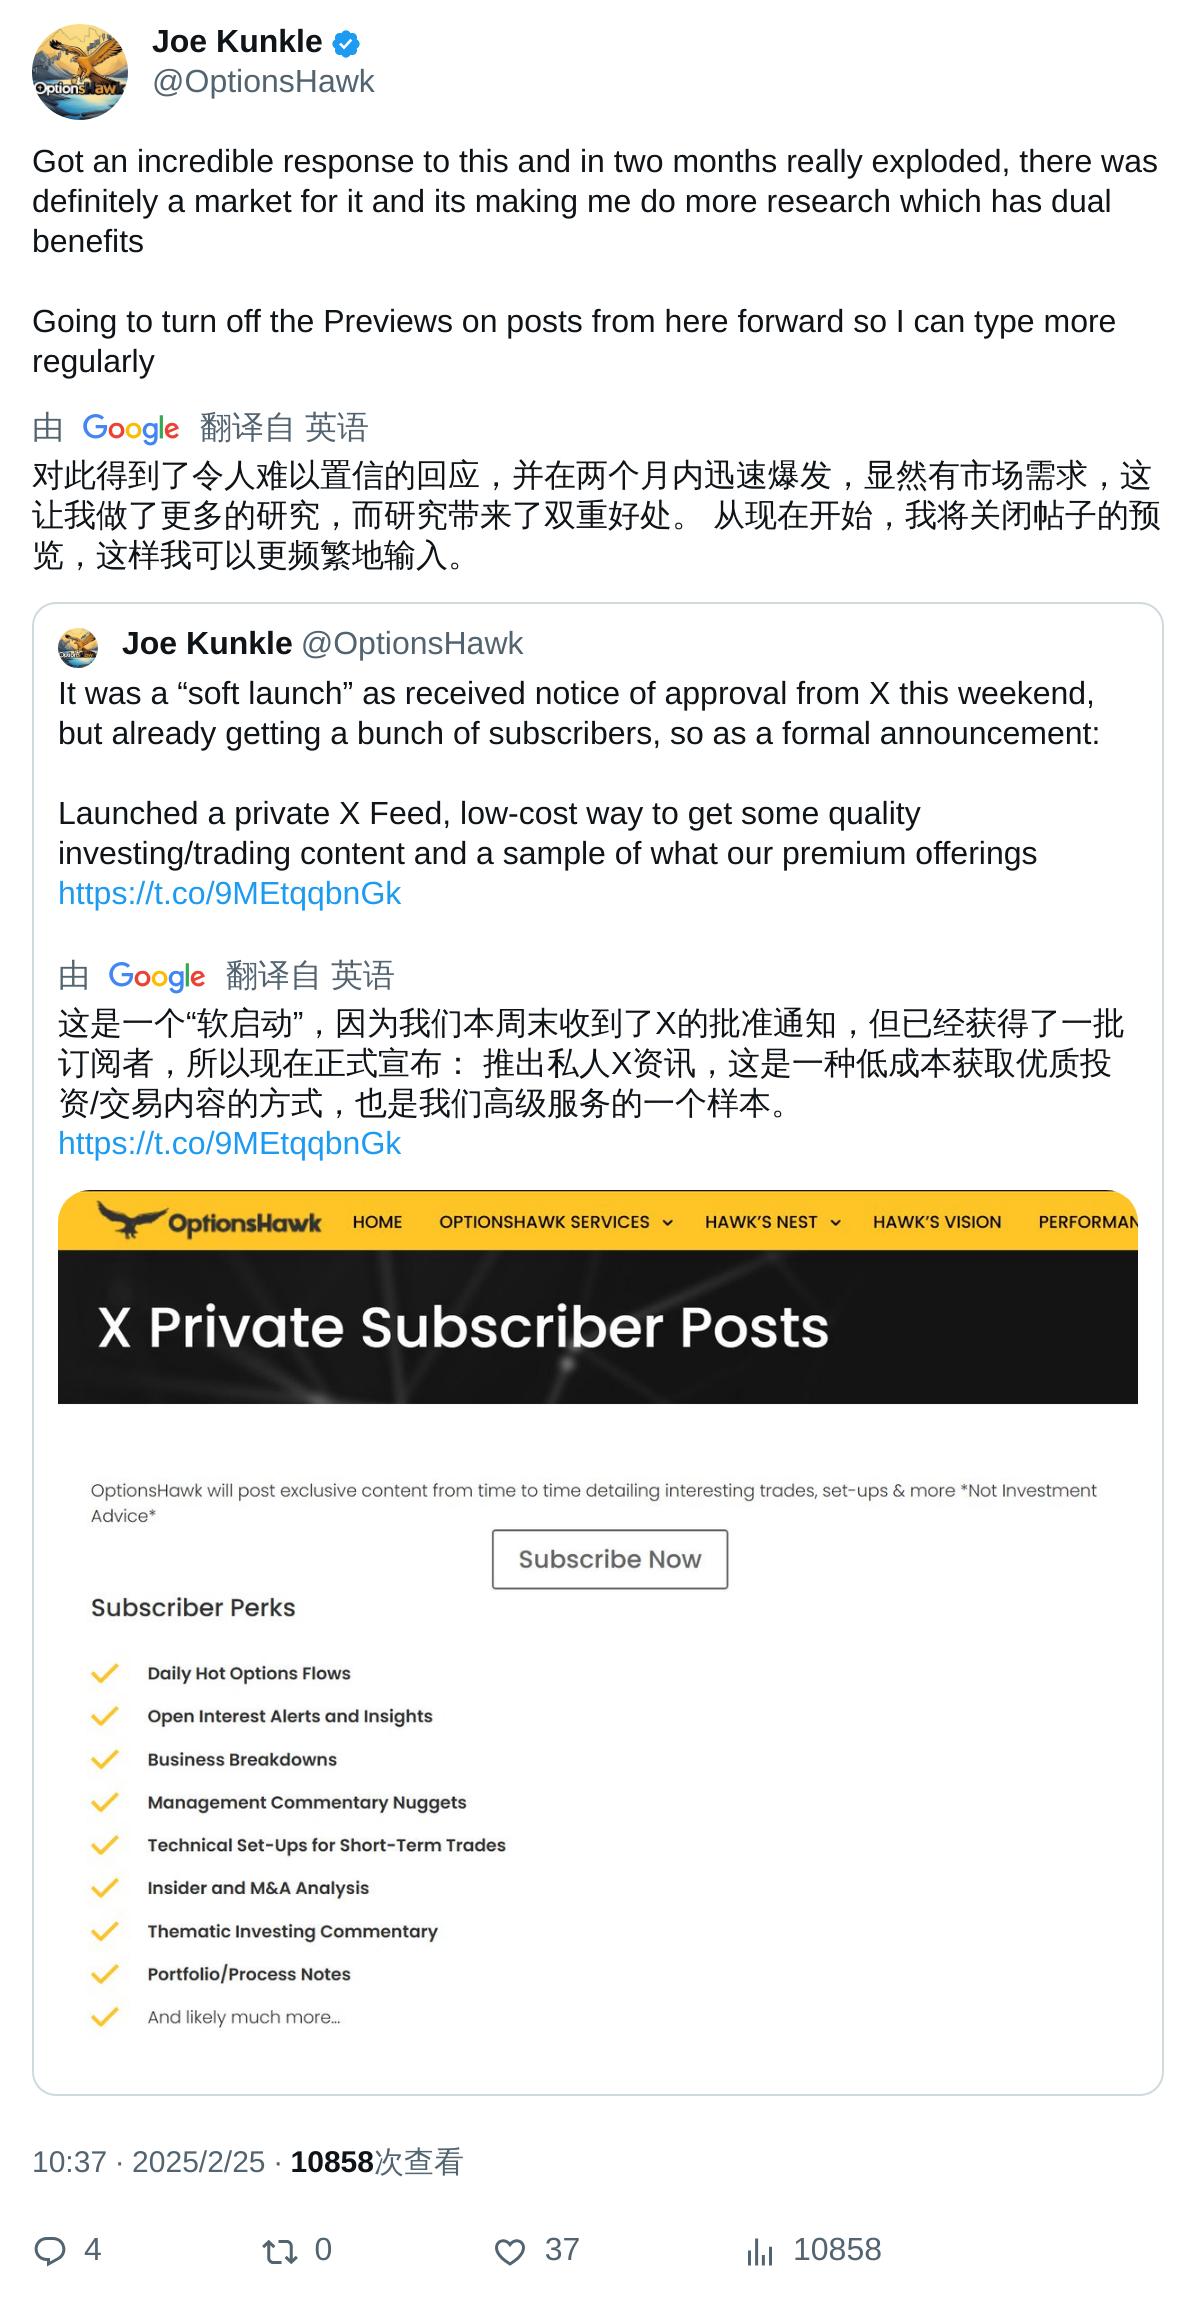 Joe Kunkle
@OptionsHawk
Got an incredible response to this and in two months really exploded, there was
definitely a market for it and its making me do more research which has dual
benefits
Going to turn off the Previews on posts from here forward so I can type more
regularly
由 Google 翻译自 英语
对此得到了令人难以置信的回应，并在两个月内迅速爆发，显然有市场需求，这
让我做了更多的研究，而研究带来了双重好处。 从现在开始，我将关闭帖子的预
览，这样我可以更频繁地输入。
Joe Kunkle @OptionsHawk
It was a “soft launch” as received notice of approval from X this weekend,
but already getting a bunch of subscribers, so as a formal announcement:
Launched a private X Feed, low-cost way to get some quality
investing/trading content and a sample of what our premium offerings
https://t.co/9MEtqqbnGk
由 Google 翻译自 英语
这是一个“软启动”，因为我们本周末收到了X的批准通知，但已经获得了一批
订阅者，所以现在正式宣布： 推出私人X资讯，这是一种低成本获取优质投
资/交易内容的方式，也是我们高级服务的一个样本。
https://t.co/9MEtqqbnGk
OptionsHawk HOME OPTIONSHAWK SERVICES HAWK'S NEST HAWK'S VISION PERFORMAN
X Private Subscriber Posts
OptionsHawk will post exclusive content from time to time detailing interesting trades, set-ups & more *Not Investment
Advice*
Subscribe Now
Subscriber Perks
Daily Hot Options Flows
Open Interest Alerts and Insights
Business Breakdowns
Management Commentary Nuggets
Technical Set-Ups for Short-Term Trades
Insider and M&A Analysis
Thematic Investing Commentary
Portfolio/Process Notes
And likely much more...
10:37 · 2025/2/25 · 10858次查看
4 0 37 10858